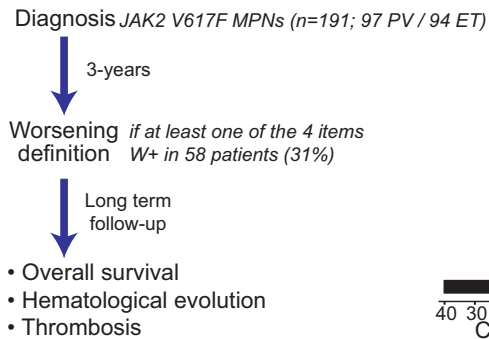 Diagnosis JAK2 V617F MPNs (n=191; 97 PV / 94 ET)
3-years
Worsening definition if at least one of the 4 items
W+ in 58 patients (31%)
Long term
follow-up
• Overall survival
• Hematological evolution
• Thrombosis
40 30
C